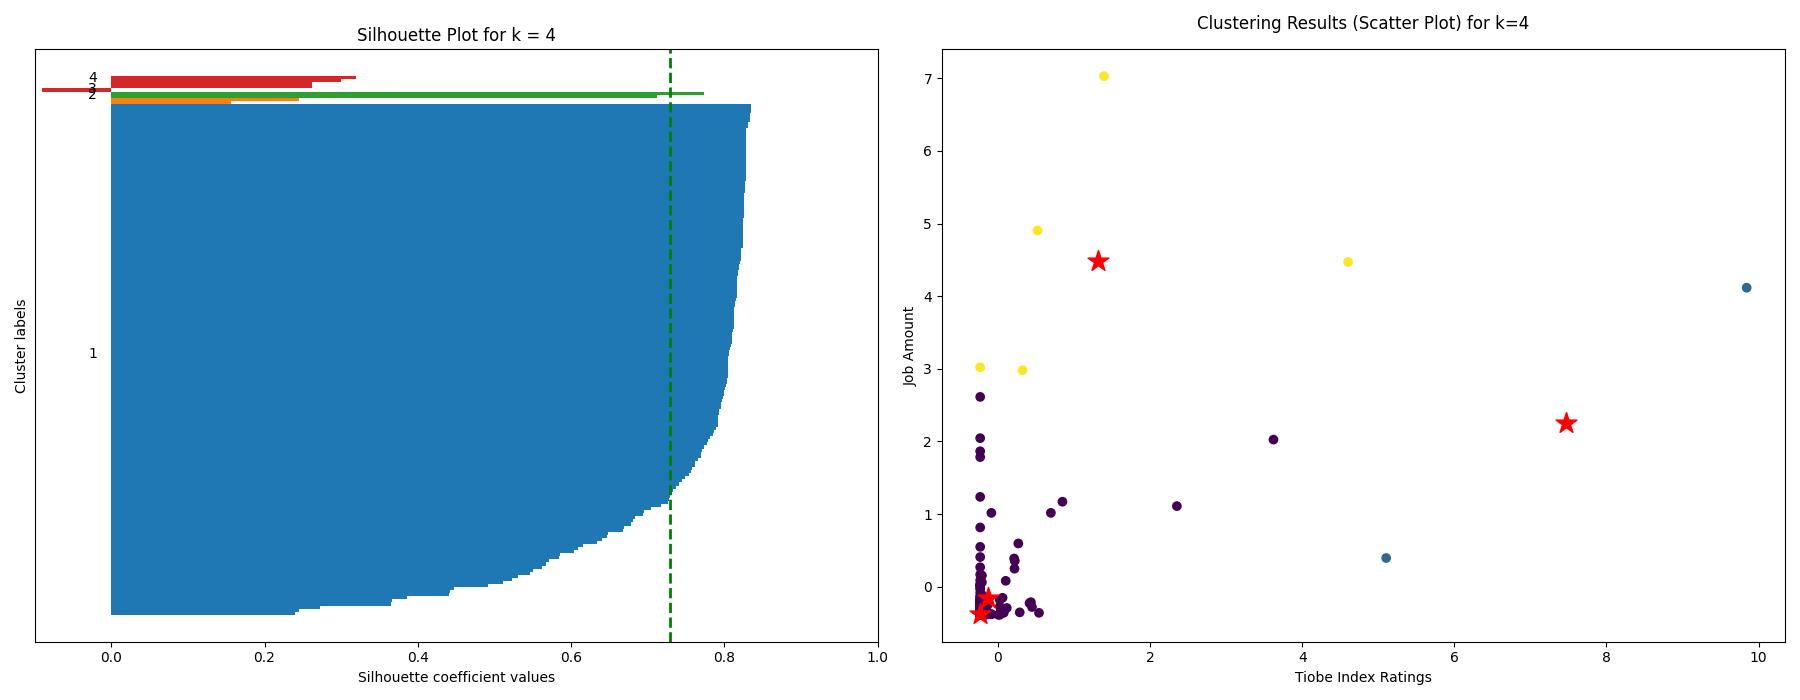 Silhouette Plot for k = 4
4
3
2
1
Cluster labels
0.0 0.2 0.4 0.6 0.8 1.0
Silhouette coefficient values
Clustering Results (Scatter Plot) for k=4
7
6
5
4
3
2
1
0
Job Amount
0 2 4 6 8 10
Tiobe Index Ratings